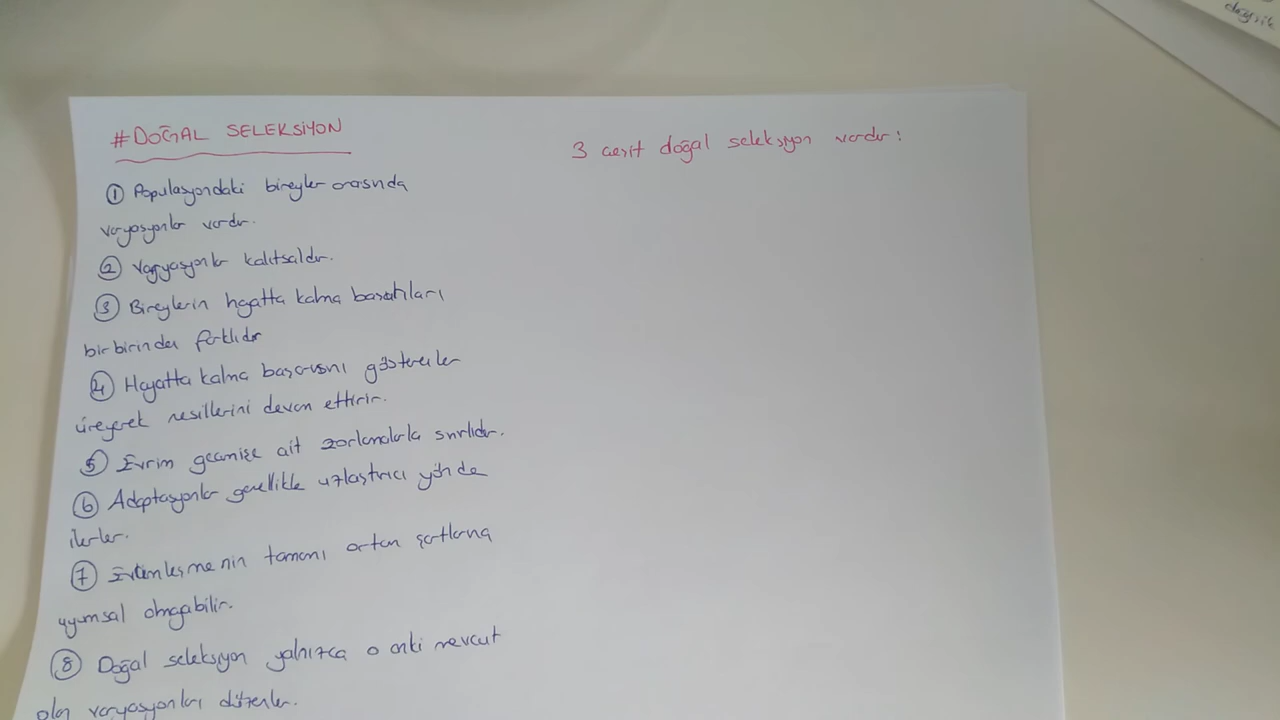 #DOĞAL SELEKSİYON
① Populasyondaki bireyler arasında
varyasyonlar vardır.
② Varyasyonlar kalıtsaldır.
③ Bireylerin hayatta kalma başarıları
birbirinden farklıdır
④ Hayatta kalma başarısını gösterenler
üreyerek nesillerini devam ettirir.
⑤ Evrim geçmişe ait zorlamalarla sınırlıdır.
⑥ Adaptasyonlar genellikle uzlaştırıcı yönde
ilerler.
⑦ Evrimleşmenin tamamı ortam şartlarına
uyumsal olmayabilir.
⑧ Doğal seleksiyon yalnızca o anki mevcut
olan varyasyonları düzenler.
3 çeşit doğal seleksiyon vardır:
değişik